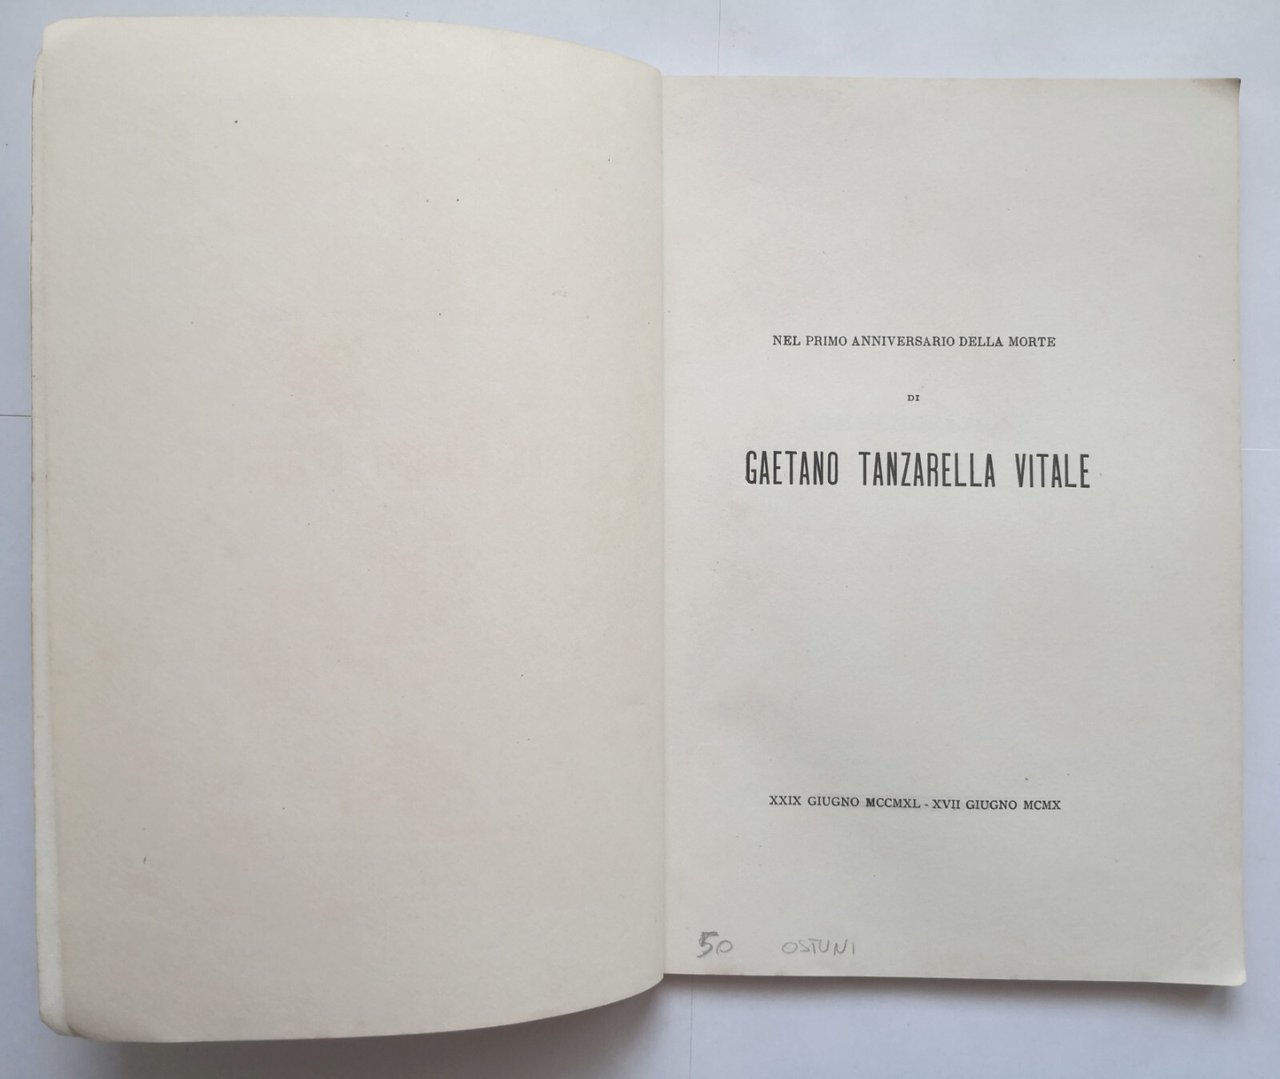 NEL PRIMO ANNIVERSARIO DELLA MORTE
DI
GAETANO TANZARELLA VITALE
XXIX GIUGNO MCCMXL - XVII GIUGNO MCMX
50 OSTUNI